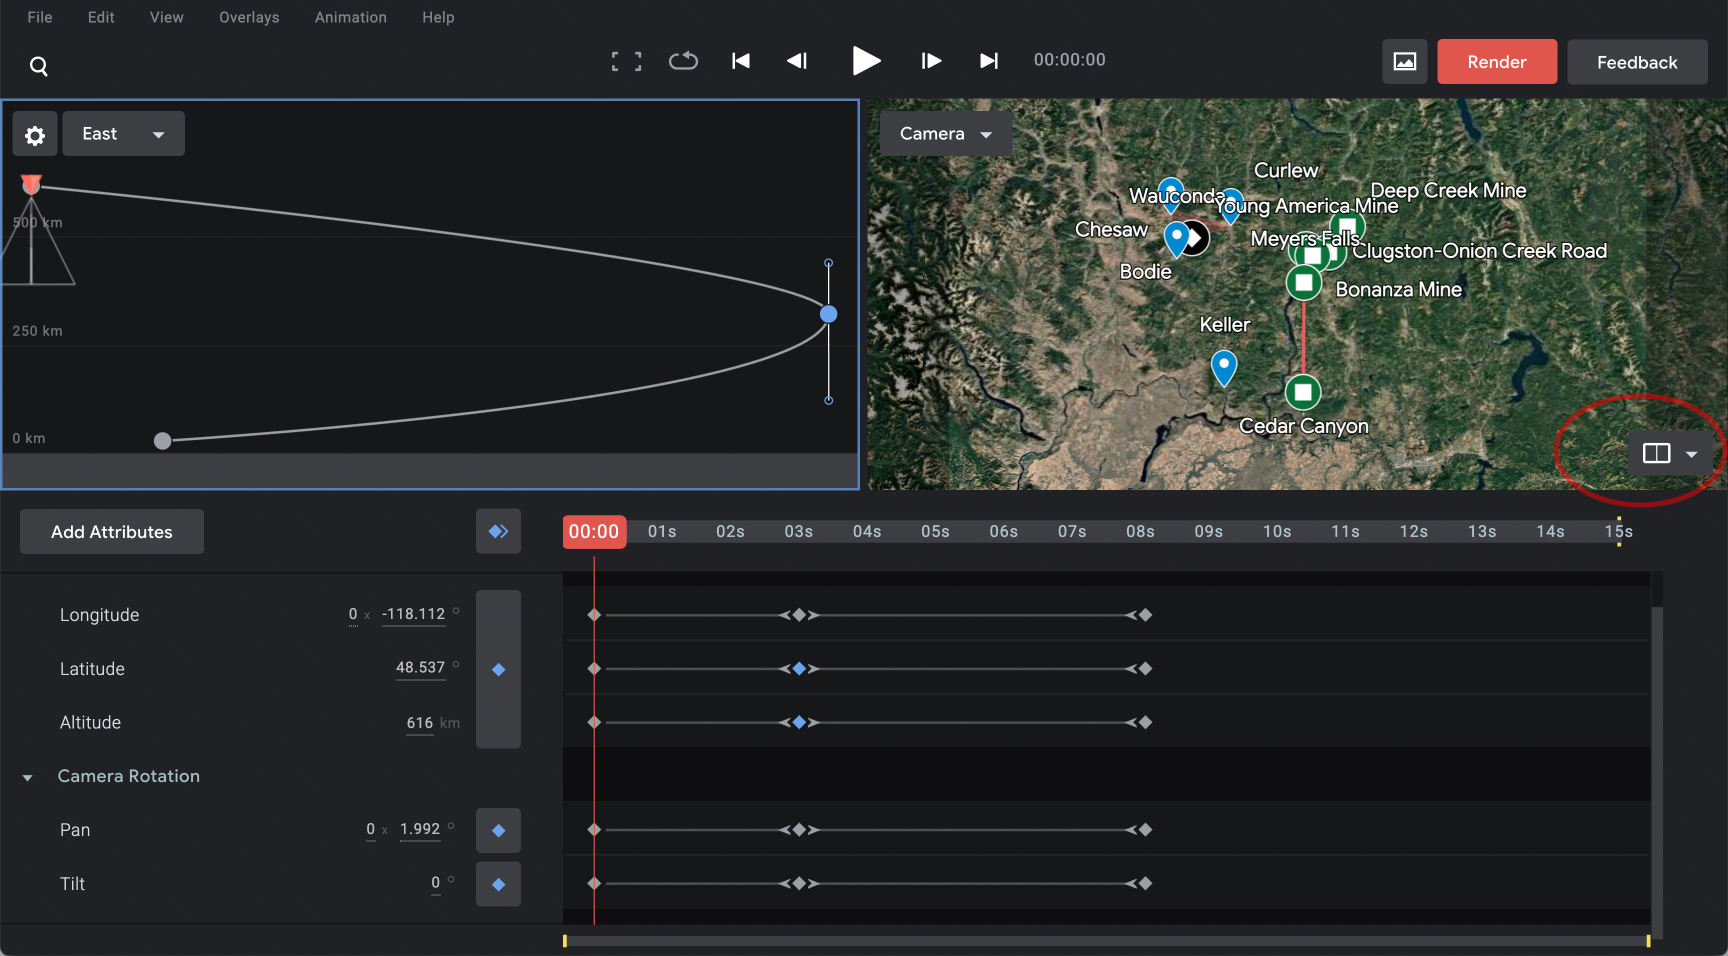 File Edit View Overlays Animation Help
00:00:00
Render
Feedback
East
500 km
250 km
0 km
Camera
Curlew
Deep Creek Mine
Wauconda
Young America Mine
Chesaw
Meyers Falls
Clugston-Onion Creek Road
Bodie
Bonanza Mine
Keller
Cedar Canyon
Add Attributes
00:00 01s 02s 03s 04s 05s 06s 07s 08s 09s 10s 11s 12s 13s 14s 15s
Longitude 0 x -118.112 °
Latitude 48.537 °
Altitude 616 km
Camera Rotation
Pan 0 x 1.992 °
Tilt 0 °